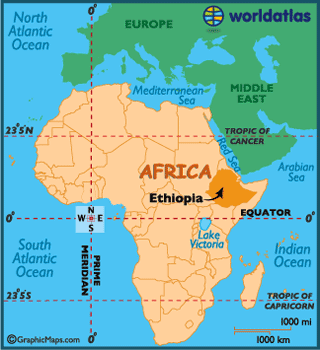 0°
North
Atlantic
Ocean
EUROPE
worldatlas
Mediterranean
Sea
MIDDLE
EAST
23°5'N
TROPIC OF
CANCER
Red Sea
AFRICA
Arabian
Sea
Ethiopia
EQUATOR
0°
N
W E
S
0°
Lake
Victoria
South
Atlantic
Ocean
PRIME
MERIDIAN
Indian
Ocean
23°5'S
TROPIC OF
CAPRICORN
1000 mi
1000 km
©GraphicMaps.com
0°